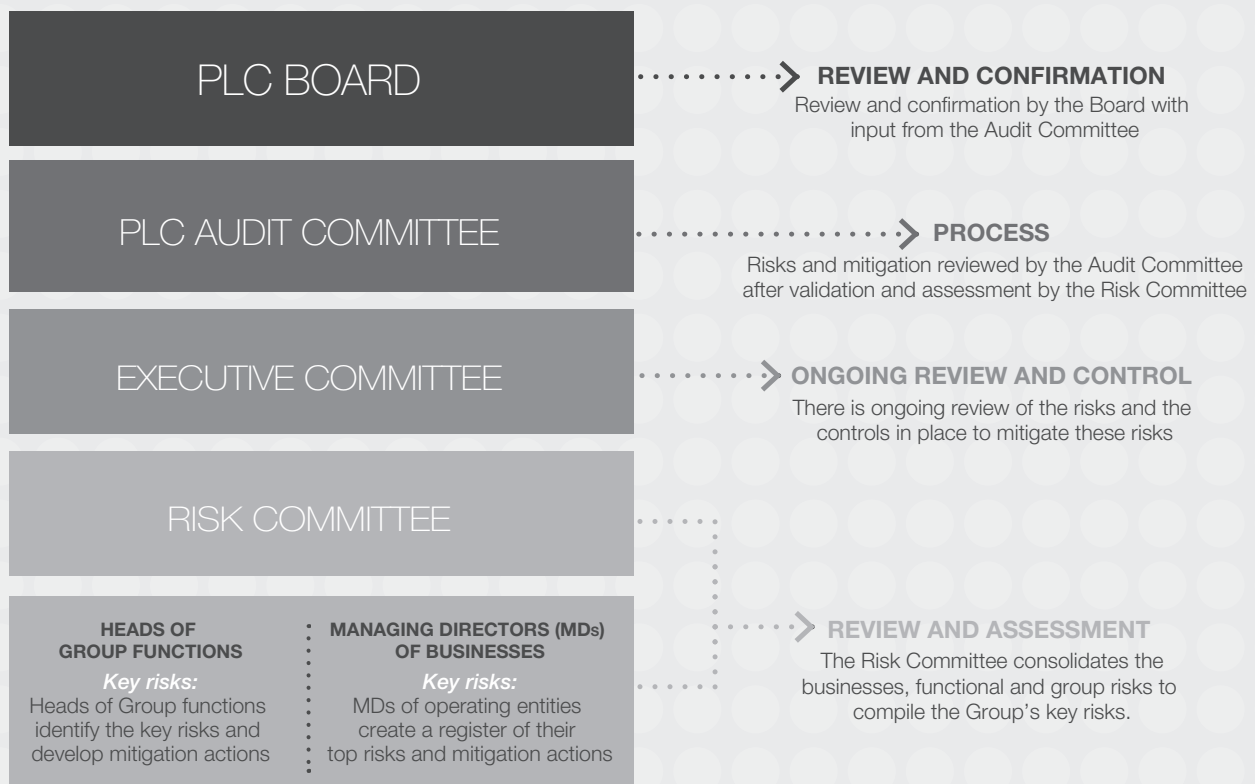 PLC BOARD
REVIEW AND CONFIRMATION
Review and confirmation by the Board with
input from the Audit Committee
PLC AUDIT COMMITTEE
PROCESS
Risks and mitigation reviewed by the Audit Committee
after validation and assessment by the Risk Committee
EXECUTIVE COMMITTEE
ONGOING REVIEW AND CONTROL
There is ongoing review of the risks and the
controls in place to mitigate these risks
RISK COMMITTEE
HEADS OF
GROUP FUNCTIONS
Key risks:
Heads of Group functions
identify the key risks and
develop mitigation actions
MANAGING DIRECTORS (MDs)
OF BUSINESSES
Key risks:
MDs of operating entities
create a register of their
top risks and mitigation actions
REVIEW AND ASSESSMENT
The Risk Committee consolidates the
businesses, functional and group risks to
compile the Group's key risks.